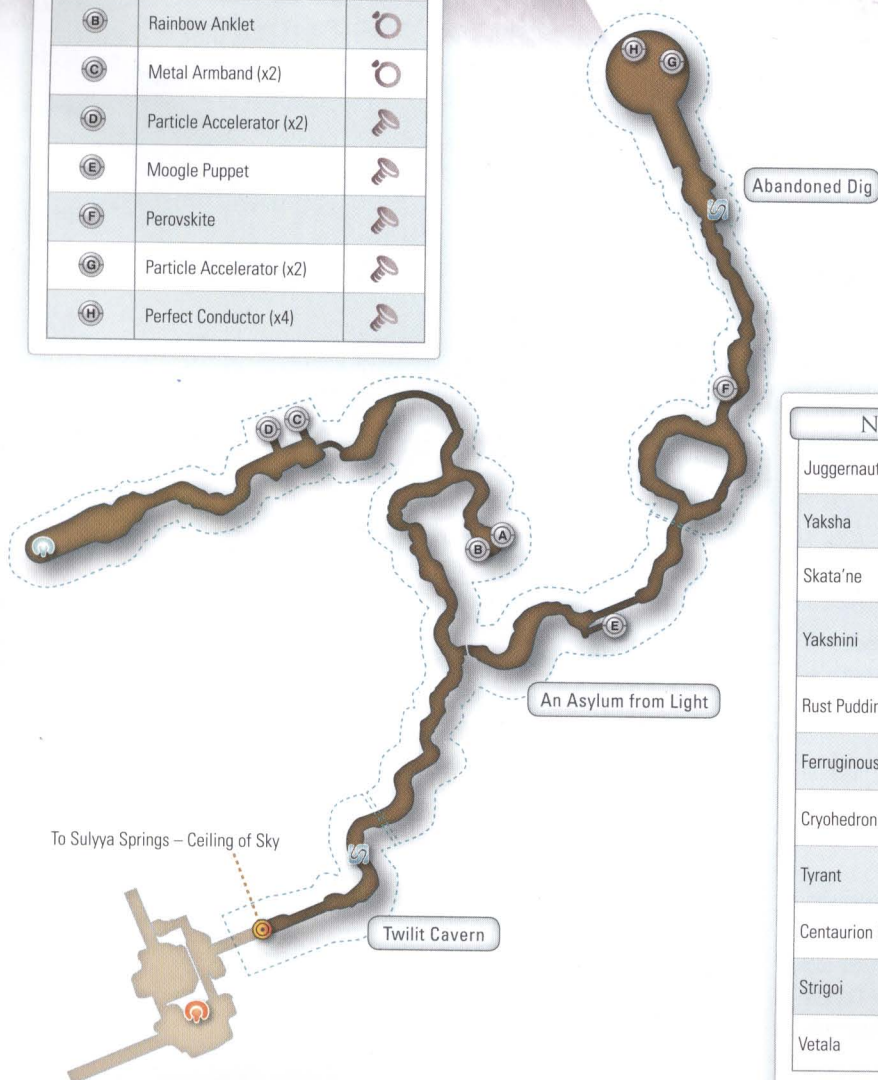 B Rainbow Anklet
C Metal Armband (x2)
D Particle Accelerator (x2)
E Moogle Puppet
F Perovskite
G Particle Accelerator (x2)
H Perfect Conductor (x4)
H
G
Abandoned Dig
F
D
C
A
B
E
An Asylum from Light
To Sulyya Springs – Ceiling of Sky
Twilit Cavern
N
Juggernaut
Yaksha
Skata'ne
Yakshini
Rust Puddin
Ferruginous
Cryohedron
Tyrant
Centaurion
Strigoi
Vetala